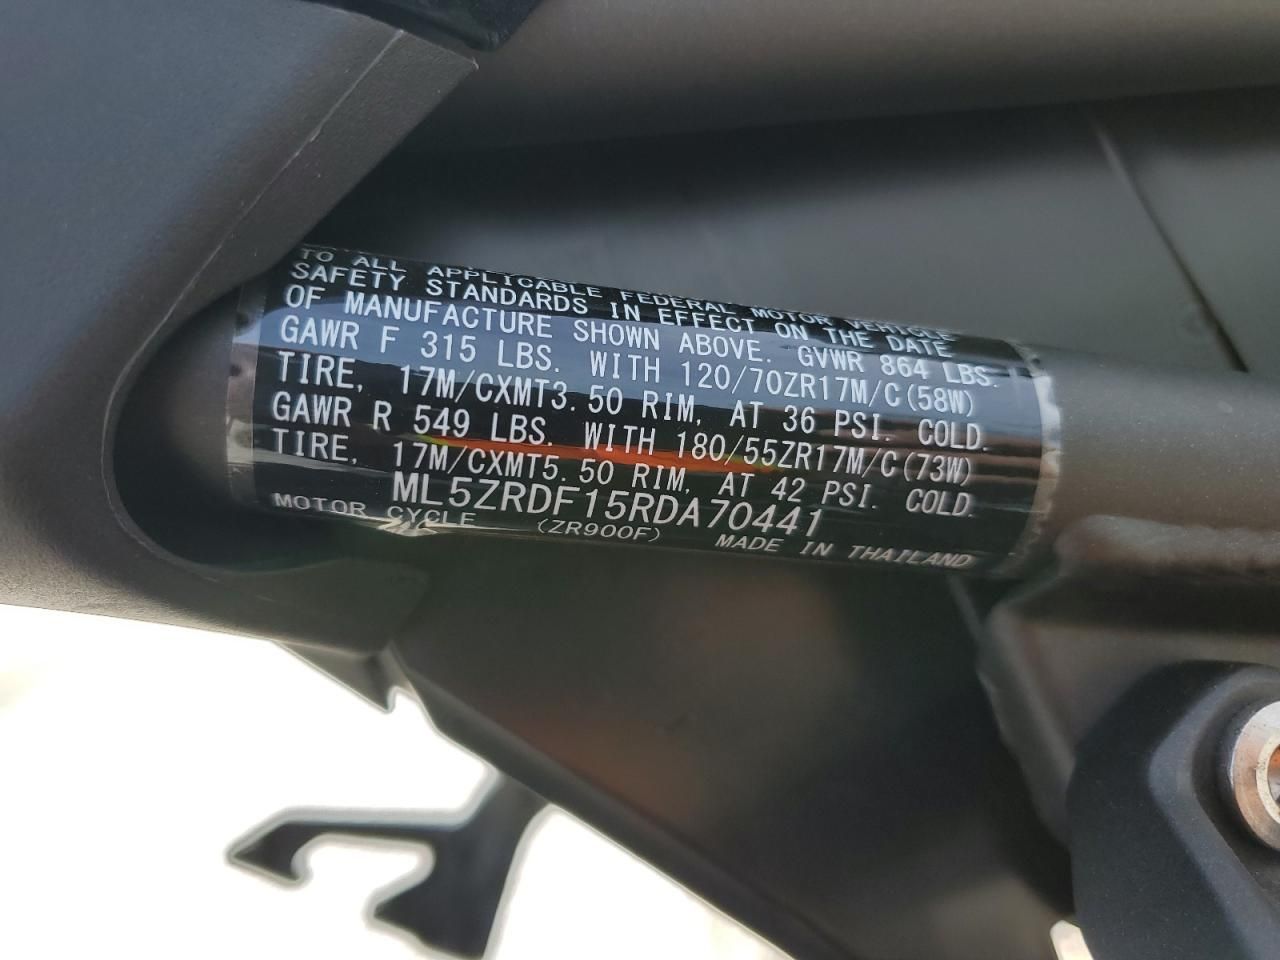 TO ALL APPLICABLE FEDERAL MOTOR VEHICLE
SAFETY STANDARDS IN EFFECT ON THE DATE
OF MANUFACTURE SHOWN ABOVE. GVWR 864 LBS.
GAWR F 315 LBS. WITH 120/70ZR17M/C(58W)
TIRE, 17M/CXMT3.50 RIM, AT 36 PSI. COLD.
GAWR R 549 LBS. WITH 180/55ZR17M/C(73W)
TIRE, 17M/CXMT5.50 RIM, AT 42 PSI. COLD.
ML5ZRDF15RDA70441
MOTOR CYCLE (ZR900F) MADE IN THAILAND